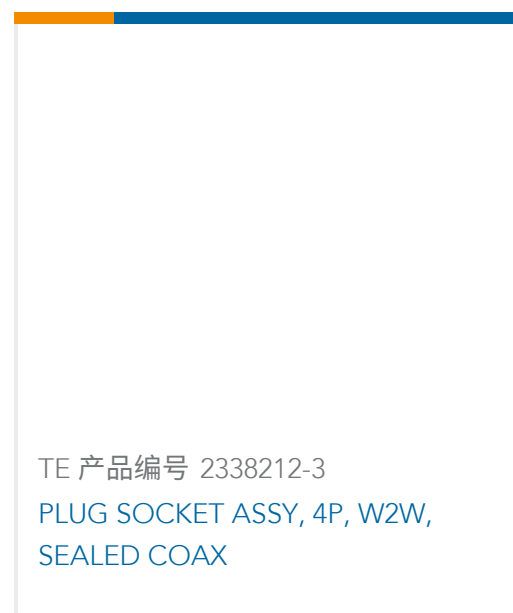 TE 产品编号 2338212-3
PLUG SOCKET ASSY, 4P, W2W,
SEALED COAX